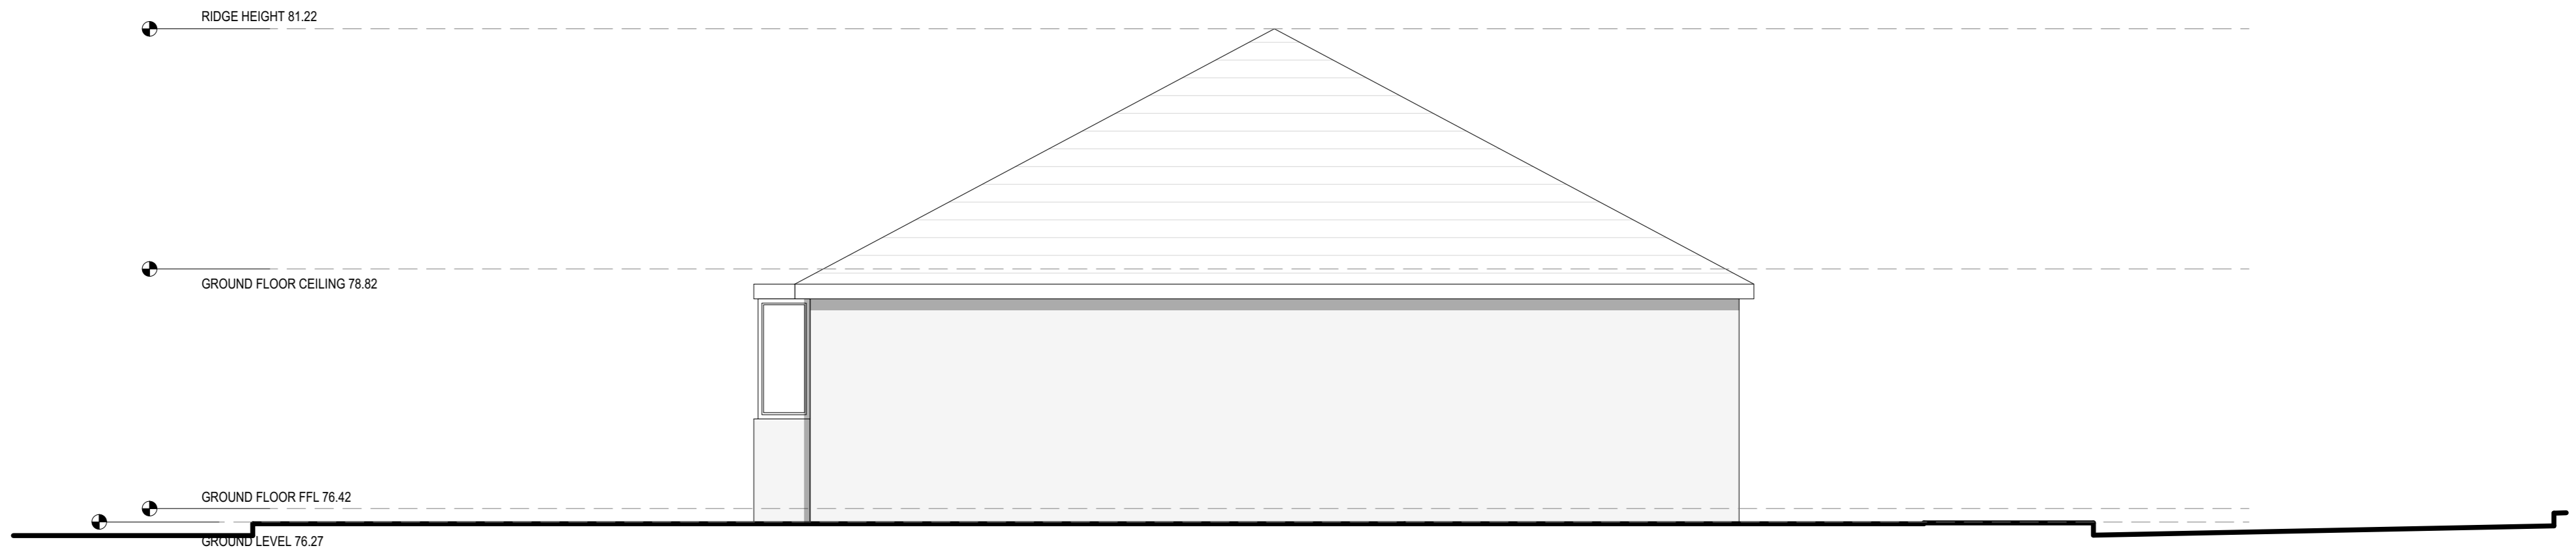 RIDGE HEIGHT 81.22
GROUND FLOOR CEILING 78.82
GROUND FLOOR FFL 76.42
GROUND LEVEL 76.27